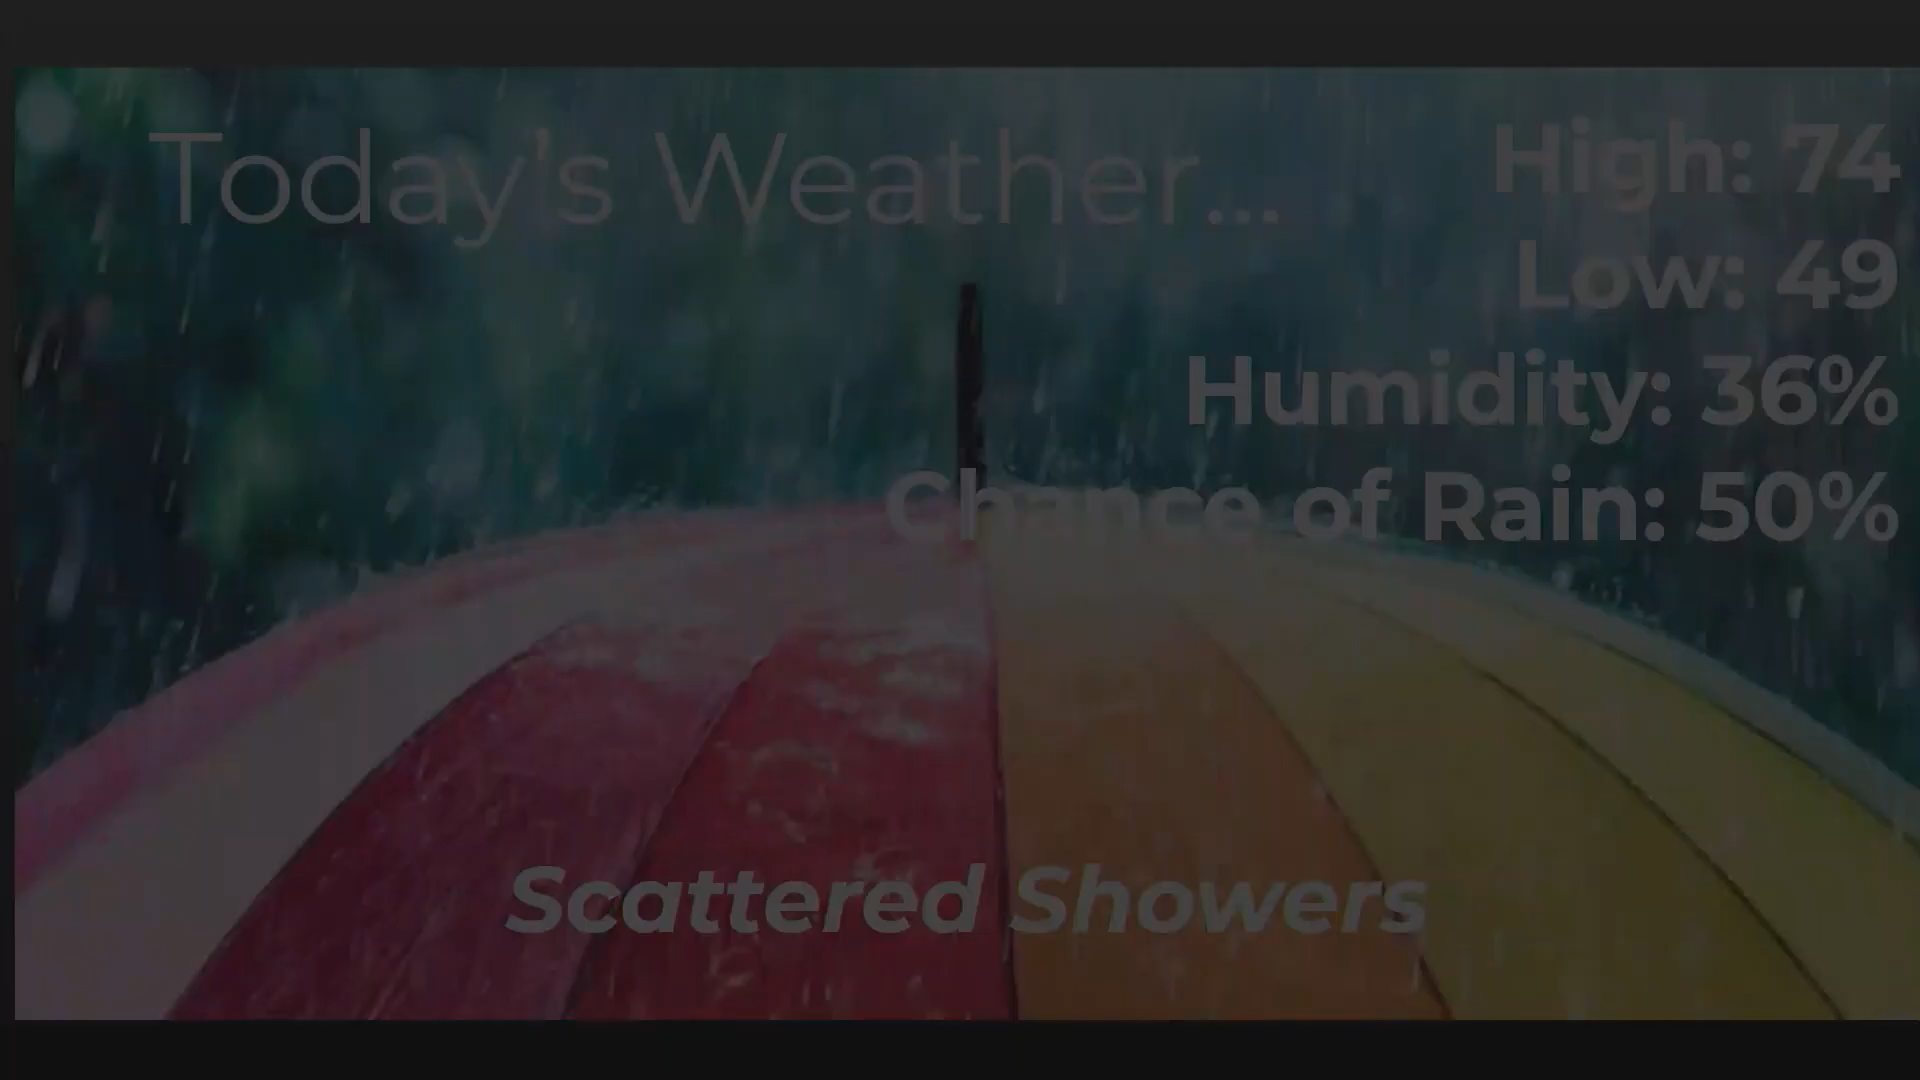 Today's Weather...
High: 74
Low: 49
Humidity: 36%
Chance of Rain: 50%
Scattered Showers